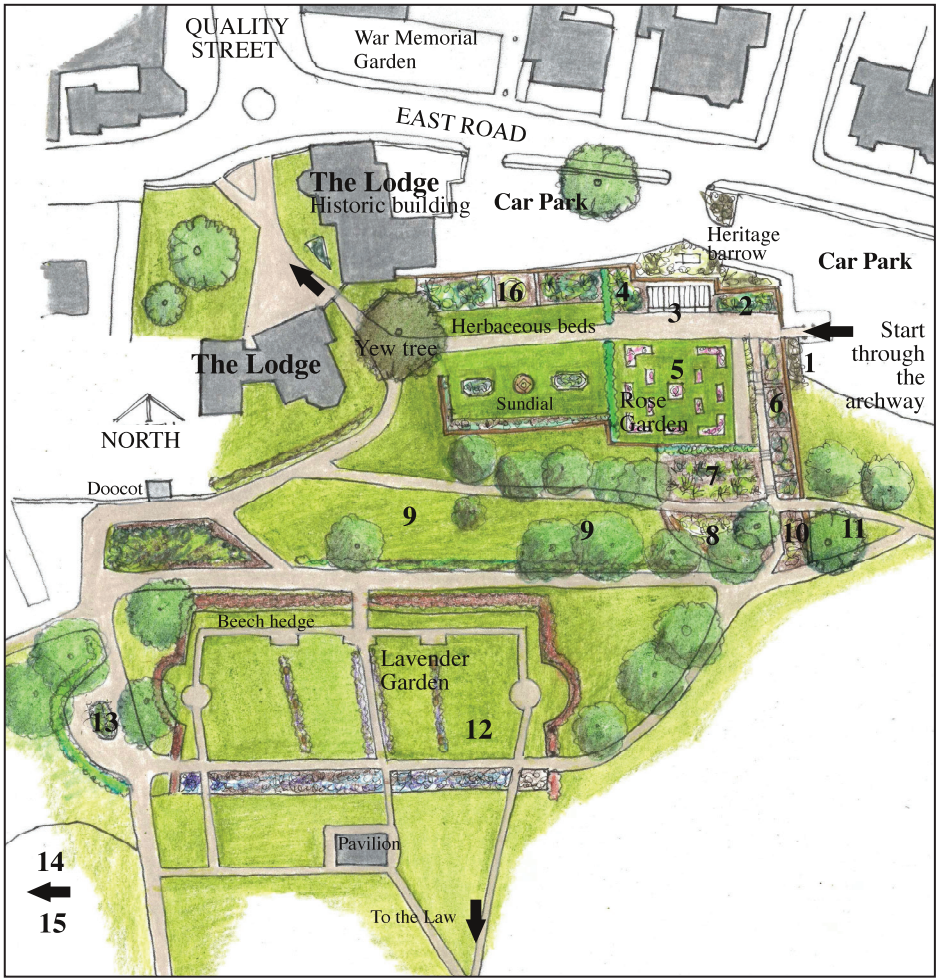 QUALITY
STREET
War Memorial
Garden
EAST ROAD
The Lodge
Historic building
Car Park
Heritage
barrow
Car Park
16
4
3
2
Herbaceous beds
Start
through
the
archway
1
Yew tree
The Lodge
5
Sundial
Rose
Garden
6
NORTH
7
Doocot
9
9
8
10
11
Beech hedge
Lavender
Garden
12
13
Pavilion
14
15
To the Law